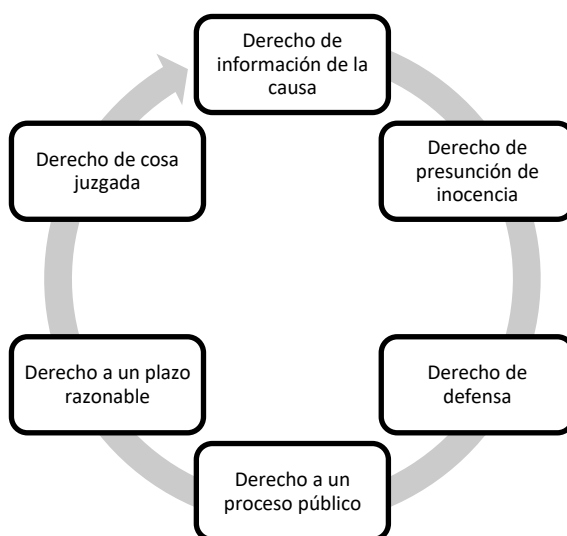 Derecho de
información de la
causa
Derecho de
presunción de
inocencia
Derecho de
defensa
Derecho a un
proceso público
Derecho a un plazo
razonable
Derecho de cosa
juzgada